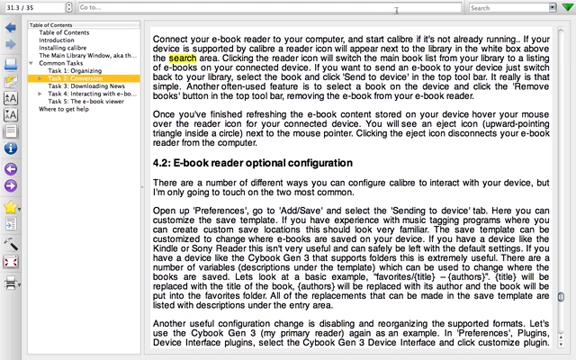 31.3 / 35
Go to...
Search
Table of Contents
Table of Contents
Introduction
Installing calibre
The Main Library Window, aka th...
Common Tasks
Task 1: Organizing
Task 2: Conversion
Task 3: Downloading News
Task 4: Interacting with e-bo...
Task 5: The e-book viewer
Where to get help
Connect your e-book reader to your computer, and start calibre if it's not already running.. If your
device is supported by calibre a reader icon will appear next to the library in the white box above
the search area. Clicking the reader icon will switch the main book list from your library to a listing
of e-books on your connected device. If you want to send an e-book to your device just switch
back to your library, select the book and click 'Send to device' in the top tool bar. It really is that
simple. Another often-used feature is to select a book on the device and click the 'Remove
books' button in the top tool bar, removing the e-book from the e-book reader.
Once you've finished refreshing the e-book content stored on your device hover your mouse
over the reader icon for your connected device. You will see an eject icon (upward-pointing
triangle inside a circle) next to the mouse pointer. Clicking the eject icon disconnects your e-book
reader from the computer.
4.2: E-book reader optional configuration
There are a number of different ways you can configure calibre to interact with your device, but
I'm only going to touch on the two most common.
Open up 'Preferences', go to 'Add/Save' and select the 'Sending to device' tab. Here you can
customize the save template. If you have experience with music tagging programs where you
can create custom save locations this should look very familiar. The save template can be
customized to change where e-books are saved on your device. If you have a device like the
Kindle or Sony Reader this isn't very useful and can safely be left with the default settings. If you
have a device like the Cybook Gen 3 that supports folders this is extremely useful. There are a
number of variables (descriptions under the template) which can be used to change where the
books are saved. Lets look at a basic example, "favorites/{title} – {authors}". {title} will be
replaced with the title of the book, {authors} will be replaced with its author and the book will be
put into the favorites folder. All of the replacements that can be made in the save template are
listed with descriptions under the entry area.
Another useful configuration change is disabling and reorganizing the supported formats. Let's
use the Cybook Gen 3 (my primary reader) again as an example. In 'Preferences', Plugins,
Device Interface plugins, select the Cybook Gen 3 Device Interface and click customize plugin.